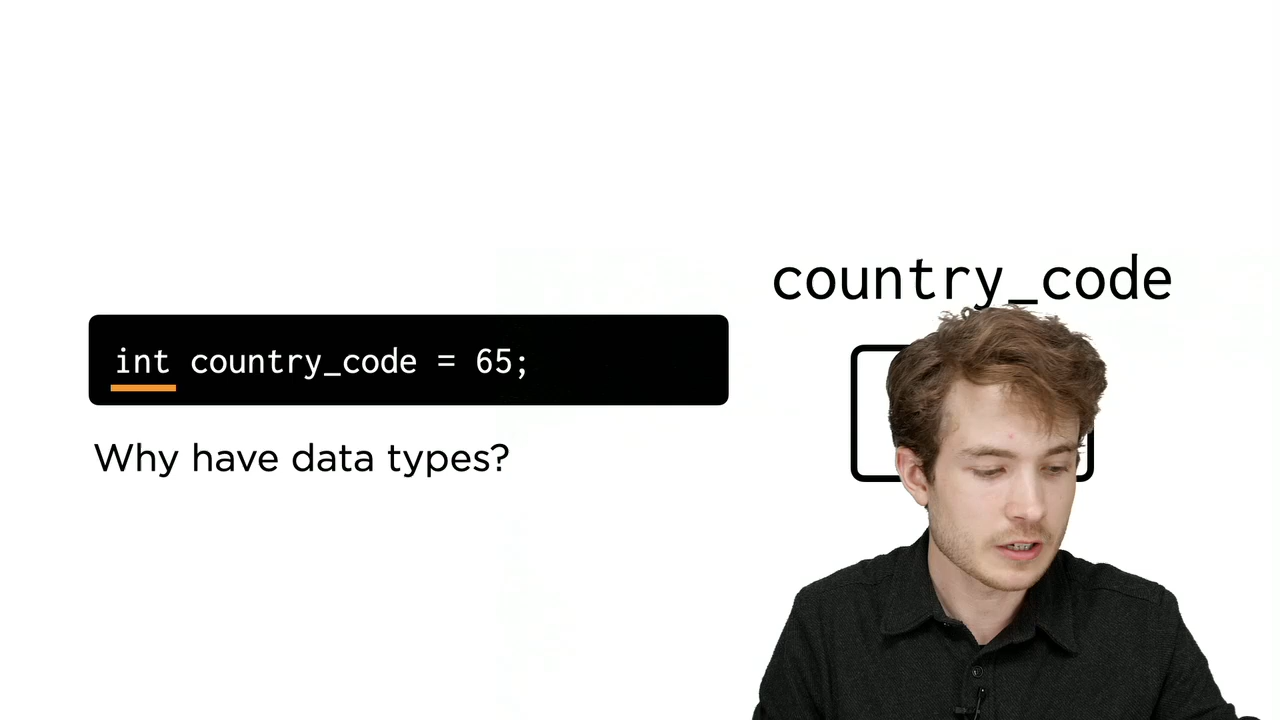 country_code
int country_code = 65;
Why have data types?